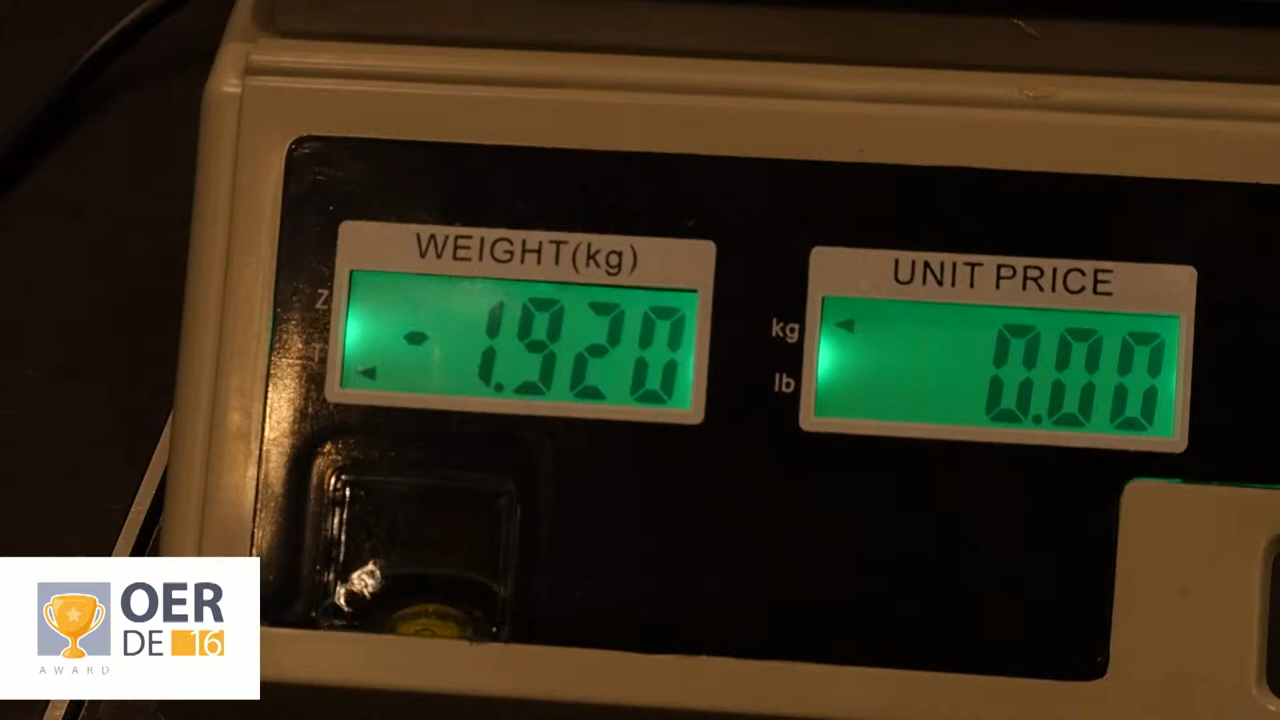 WEIGHT(kg)
UNIT PRICE
Z
T
- 1.920
kg
0.00
lb
OER
DE 16
AWARD